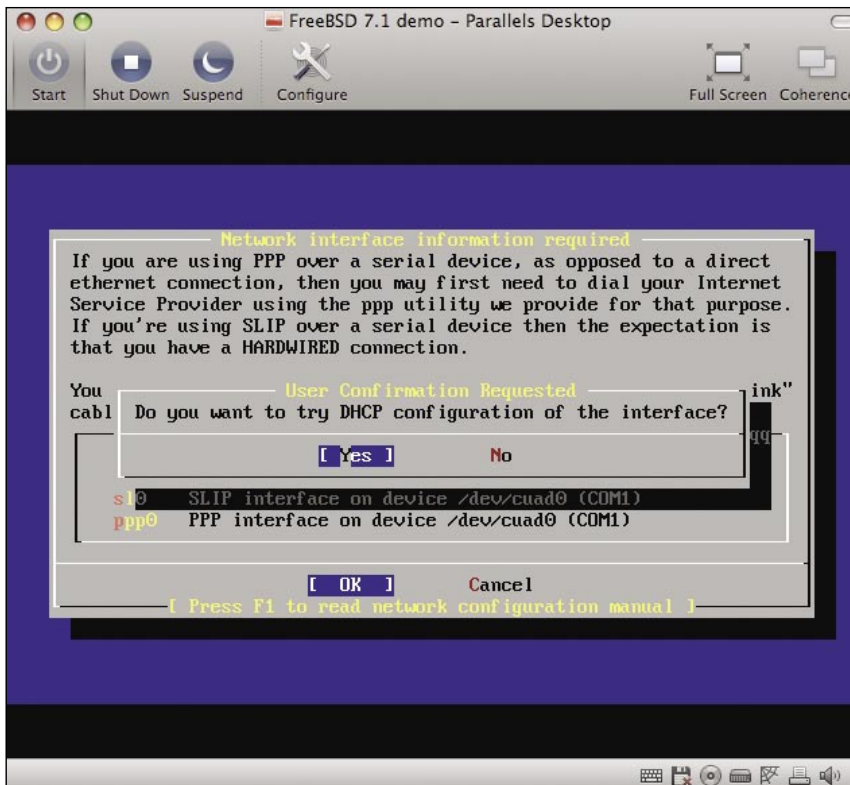 FreeBSD 7.1 demo – Parallels Desktop
Start Shut Down Suspend Configure Full Screen Coherence
Network interface information required
If you are using PPP over a serial device, as opposed to a direct
ethernet connection, then you may first need to dial your Internet
Service Provider using the ppp utility we provide for that purpose.
If you're using SLIP over a serial device then the expectation is
that you have a HARDWIRED connection.
You ink"
cabl
User Confirmation Requested
Do you want to try DHCP configuration of the interface?
qq
[ Yes ] No
sl0 SLIP interface on device /dev/cuad0 (COM1)
ppp0 PPP interface on device /dev/cuad0 (COM1)
[ OK ] Cancel
[ Press F1 to read network configuration manual ]